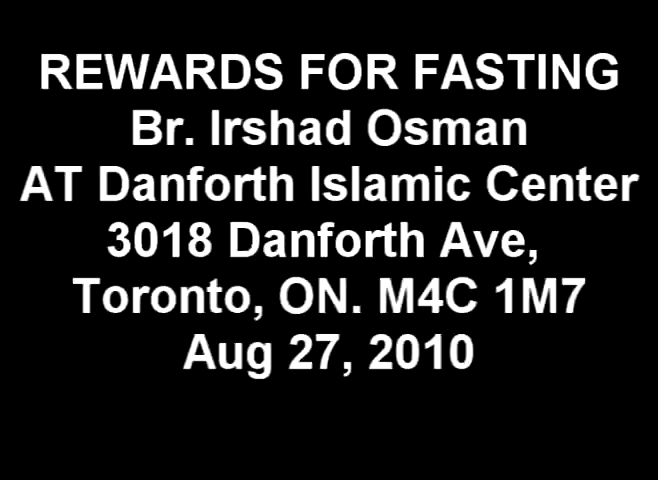 REWARDS FOR FASTING
Br. Irshad Osman
AT Danforth Islamic Center
3018 Danforth Ave,
Toronto, ON. M4C 1M7
Aug 27, 2010